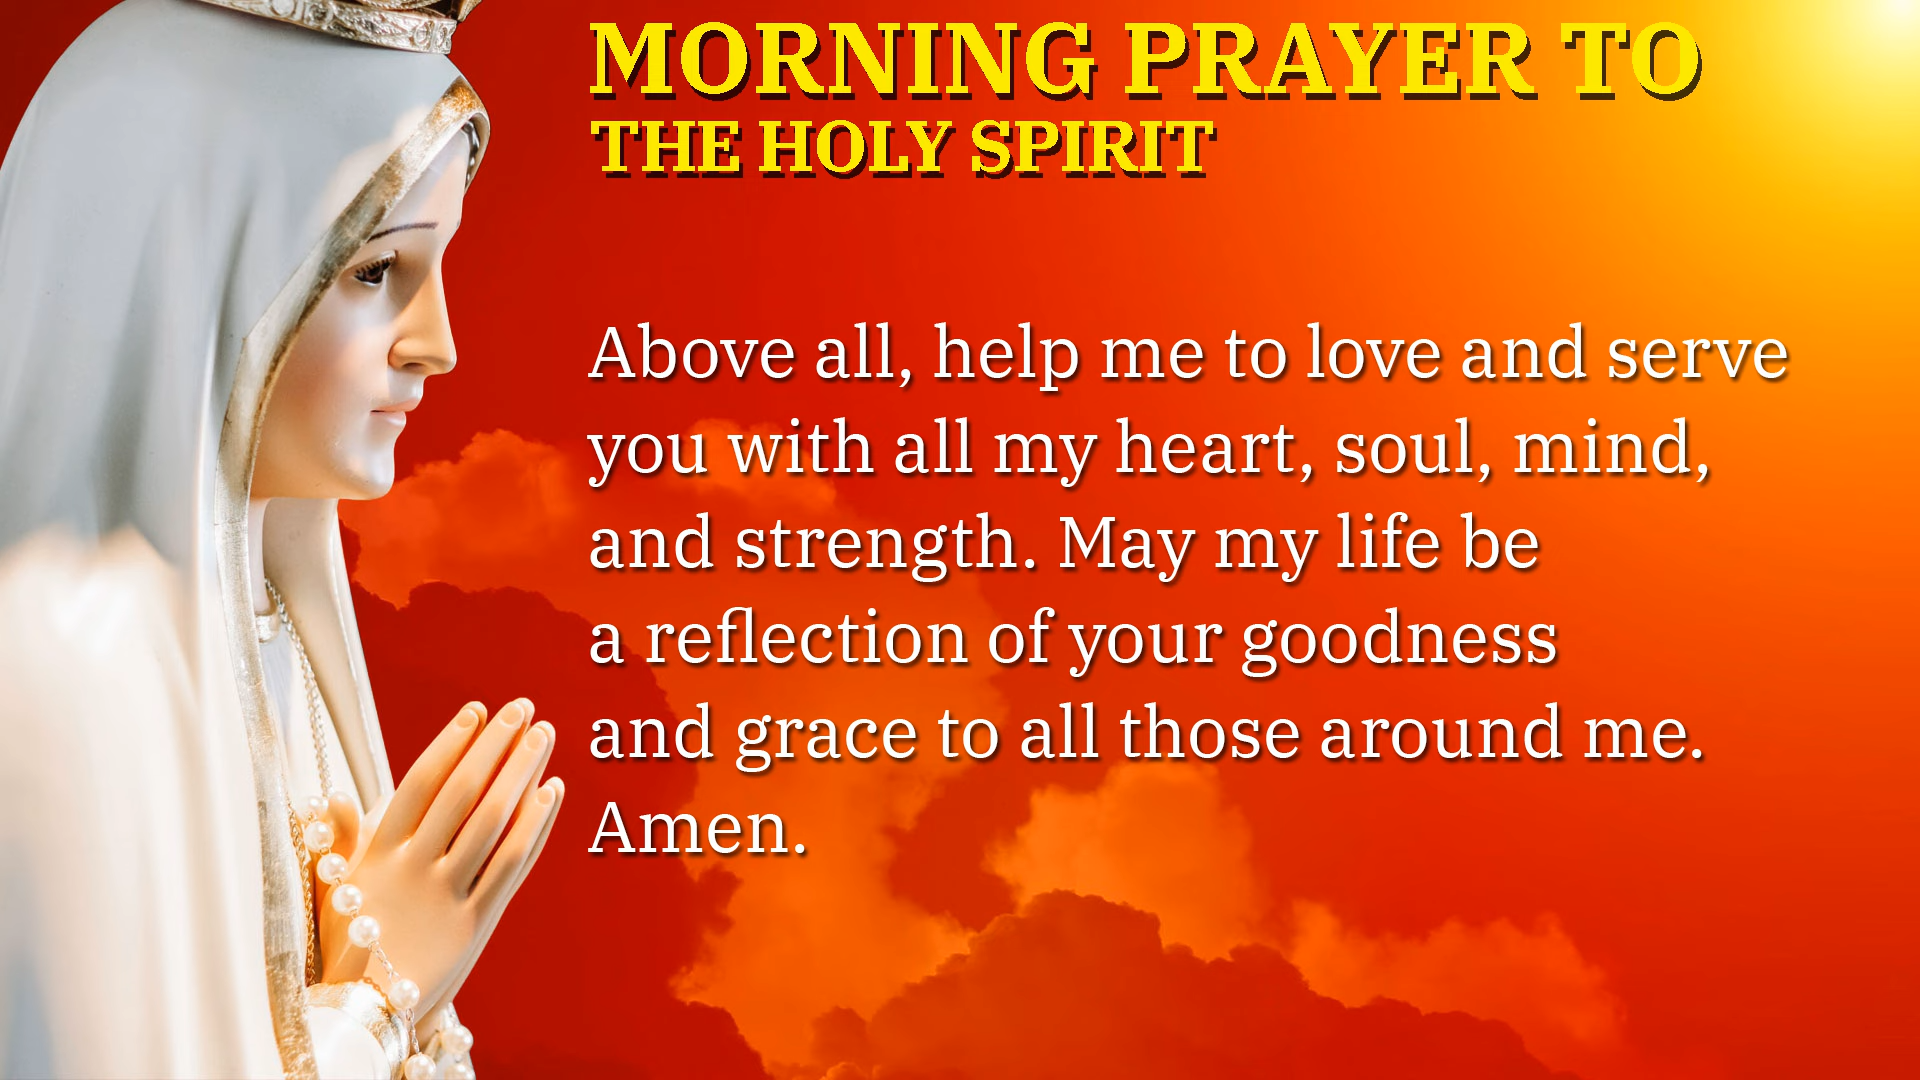 MORNING PRAYER TO
THE HOLY SPIRIT
Above all, help me to love and serve
you with all my heart, soul, mind,
and strength. May my life be
a reflection of your goodness
and grace to all those around me.
Amen.